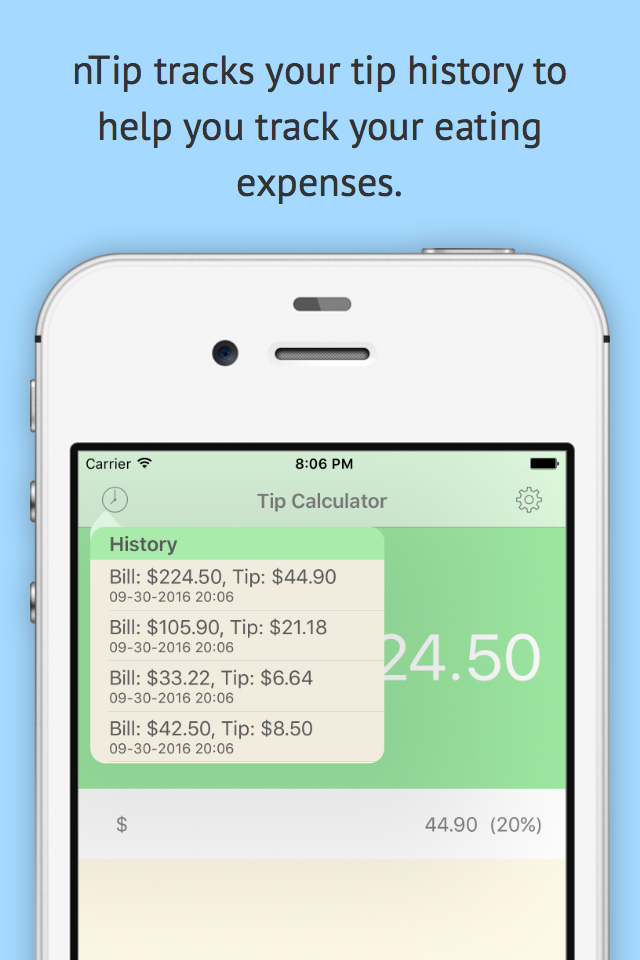 nTip tracks your tip history to
help you track your eating
expenses.
Carrier 8:06 PM
Tip Calculator
History
Bill: $224.50, Tip: $44.90
09-30-2016 20:06
Bill: $105.90, Tip: $21.18
09-30-2016 20:06
24.50
Bill: $33.22, Tip: $6.64
09-30-2016 20:06
Bill: $42.50, Tip: $8.50
09-30-2016 20:06
$ 44.90 (20%)